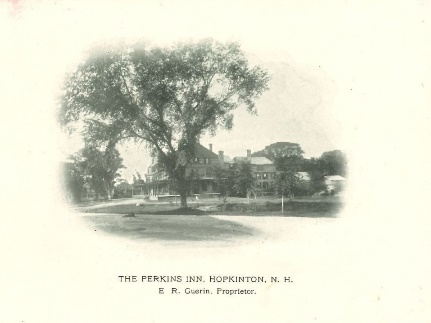 THE PERKINS INN, HOPKINTON, N. H.
E. R. Guerin, Proprietor.